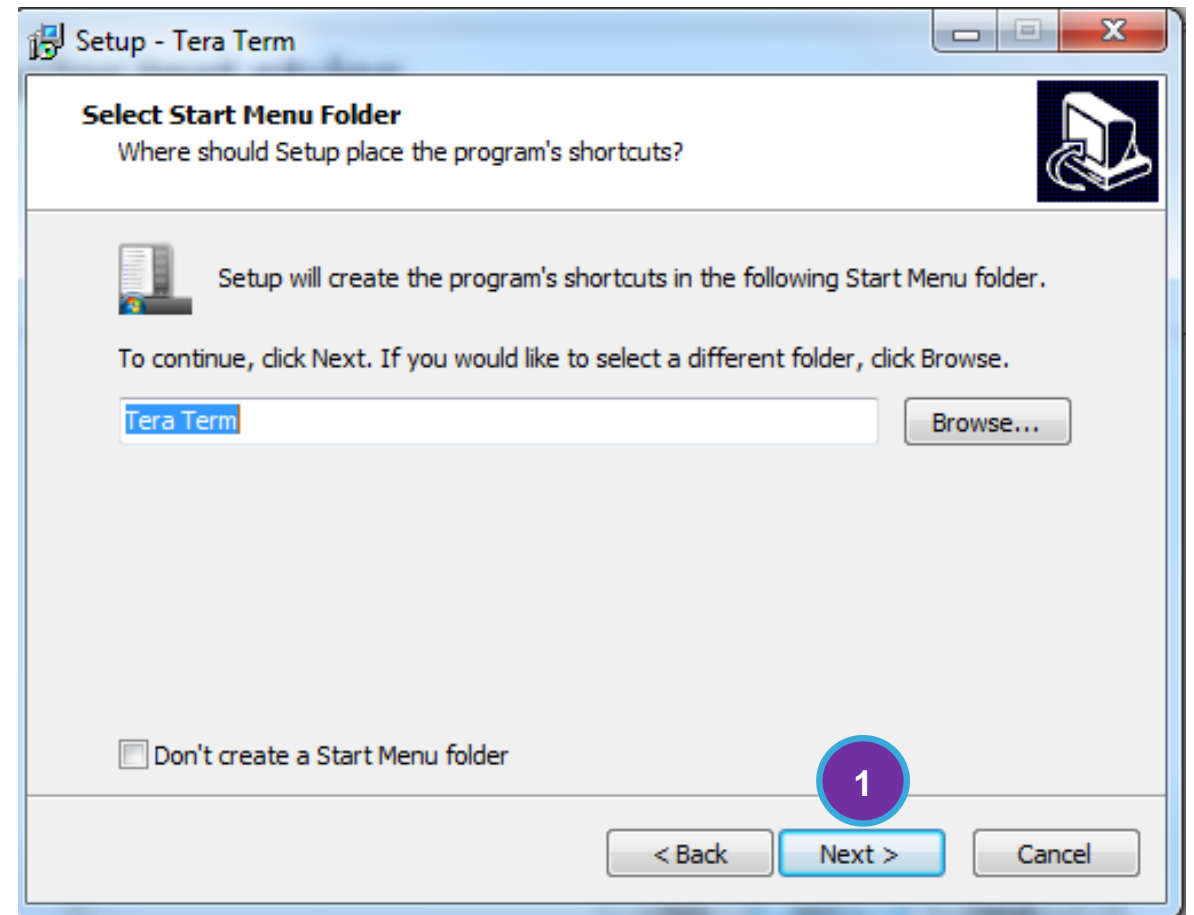 Setup - Tera Term
Select Start Menu Folder
Where should Setup place the program's shortcuts?
Setup will create the program's shortcuts in the following Start Menu folder.
To continue, click Next. If you would like to select a different folder, click Browse.
Tera Term
Browse...
Don't create a Start Menu folder
1
< Back
Next >
Cancel